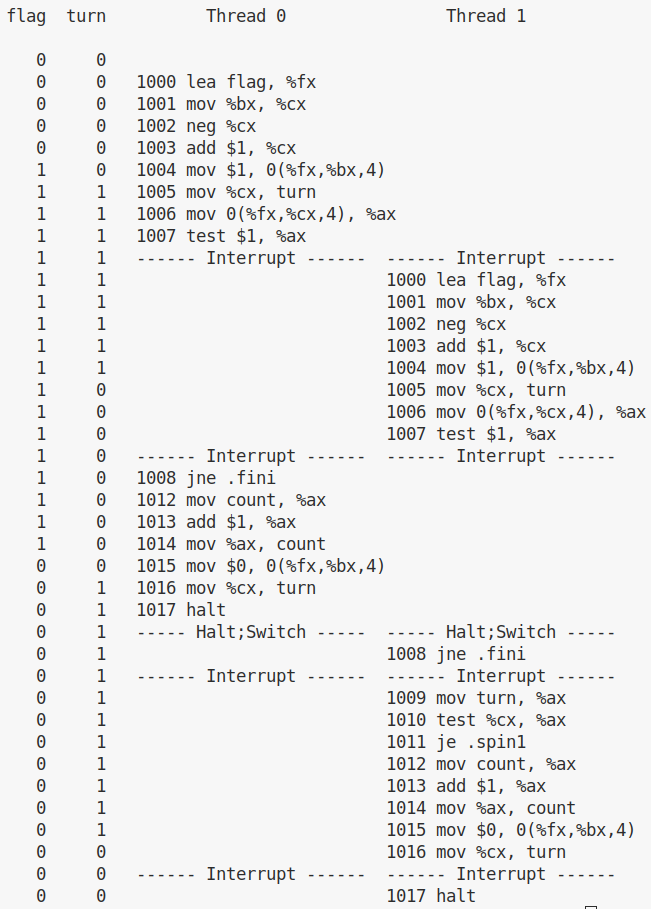 flag  turn          Thread 0                Thread 1
   0     0
   0     0   1000 lea flag, %fx
   0     0   1001 mov %bx, %cx
   0     0   1002 neg %cx
   0     0   1003 add $1, %cx
   1     0   1004 mov $1, 0(%fx,%bx,4)
   1     1   1005 mov %cx, turn
   1     1   1006 mov 0(%fx,%cx,4), %ax
   1     1   1007 test $1, %ax
   1     1   ------ Interrupt ------  ------ Interrupt ------
   1     1                            1000 lea flag, %fx
   1     1                            1001 mov %bx, %cx
   1     1                            1002 neg %cx
   1     1                            1003 add $1, %cx
   1     1                            1004 mov $1, 0(%fx,%bx,4)
   1     0                            1005 mov %cx, turn
   1     0                            1006 mov 0(%fx,%cx,4), %ax
   1     0                            1007 test $1, %ax
   1     0   ------ Interrupt ------  ------ Interrupt ------
   1     0   1008 jne .fini
   1     0   1012 mov count, %ax
   1     0   1013 add $1, %ax
   1     0   1014 mov %ax, count
   0     0   1015 mov $0, 0(%fx,%bx,4)
   0     1   1016 mov %cx, turn
   0     1   1017 halt
   0     1   ----- Halt;Switch -----  ----- Halt;Switch -----
   0     1                            1008 jne .fini
   0     1   ------ Interrupt ------  ------ Interrupt ------
   0     1                            1009 mov turn, %ax
   0     1                            1010 test %cx, %ax
   0     1                            1011 je .spin1
   0     1                            1012 mov count, %ax
   0     1                            1013 add $1, %ax
   0     1                            1014 mov %ax, count
   0     1                            1015 mov $0, 0(%fx,%bx,4)
   0     0                            1016 mov %cx, turn
   0     0   ------ Interrupt ------  ------ Interrupt ------
   0     0                            1017 halt